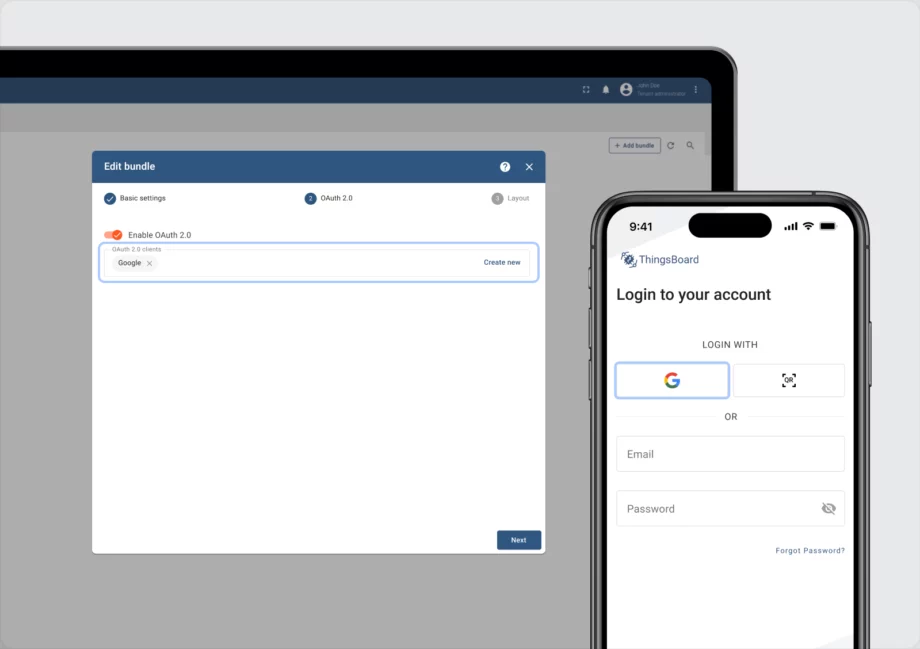 John Doe
Tenant administrator
+ Add bundle
Edit bundle
?
Basic settings
2 OAuth 2.0
3 Layout
Enable OAuth 2.0
OAuth 2.0 clients
Google
Create new
Next
9:41
ThingsBoard
Login to your account
LOGIN WITH
G
QR
OR
Email
Password
Forgot Password?